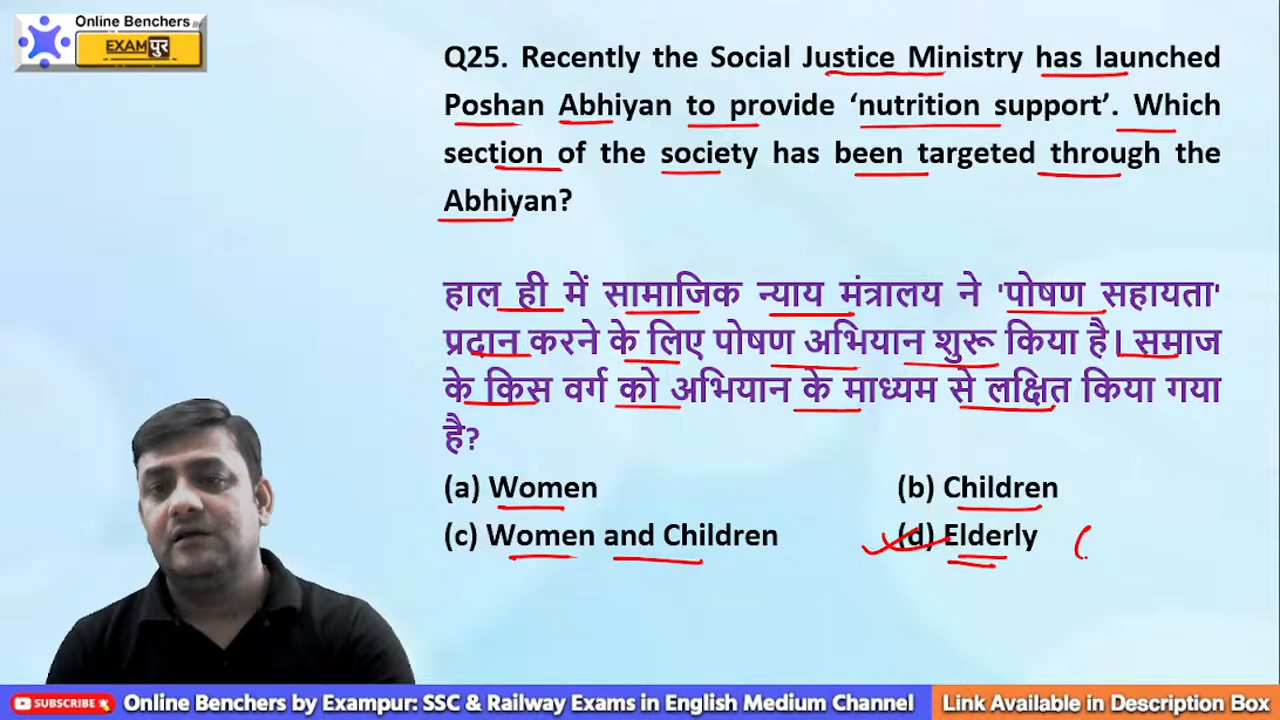 Online Benchers By
EXAMपुर
Q25. Recently the Social Justice Ministry has launched
Poshan Abhiyan to provide ‘nutrition support’. Which
section of the society has been targeted through the
Abhiyan?
हाल ही में सामाजिक न्याय मंत्रालय ने 'पोषण सहायता'
प्रदान करने के लिए पोषण अभियान शुरू किया है। समाज
के किस वर्ग को अभियान के माध्यम से लक्षित किया गया
है?
(a) Women (b) Children
(c) Women and Children (d) Elderly (
SUBSCRIBE Online Benchers by Exampur: SSC & Railway Exams in English Medium Channel Link Available in Description Box